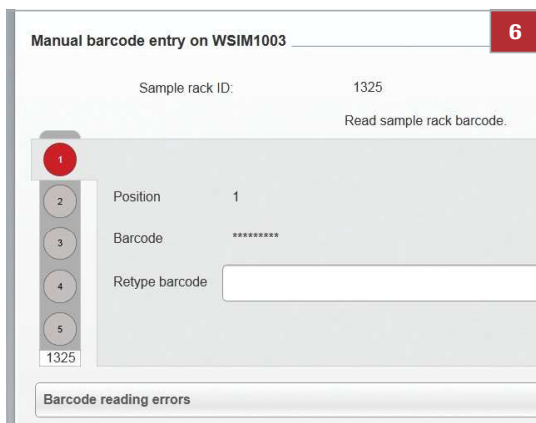 Manual barcode entry on WSIM1003
6
Sample rack ID: 1325
Read sample rack barcode.
1
2
Position 1
3
Barcode *********
4
Retype barcode
5
1325
Barcode reading errors